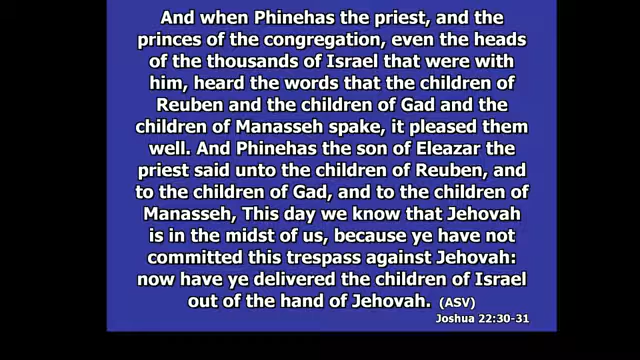 And when Phinehas the priest, and the
princes of the congregation, even the heads
of the thousands of Israel that were with
him, heard the words that the children of
Reuben and the children of Gad and the
children of Manasseh spake, it pleased them
well. And Phinehas the son of Eleazar the
priest said unto the children of Reuben, and
to the children of Gad, and to the children of
Manasseh, This day we know that Jehovah
is in the midst of us, because ye have not
committed this trespass against Jehovah:
now have ye delivered the children of Israel
out of the hand of Jehovah. (ASV)
Joshua 22:30-31